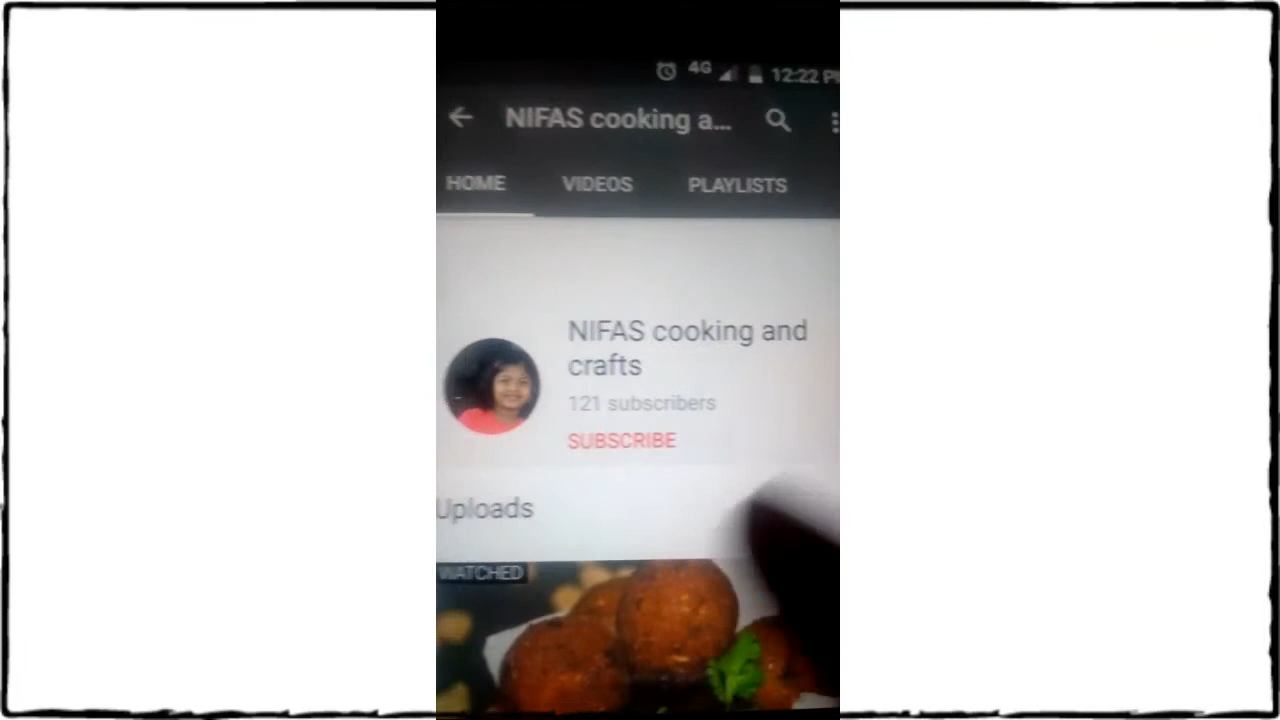 4G 12:22 P
NIFAS cooking a...
HOME VIDEOS PLAYLISTS
NIFAS cooking and
crafts
121 subscribers
SUBSCRIBE
Uploads
WATCHED